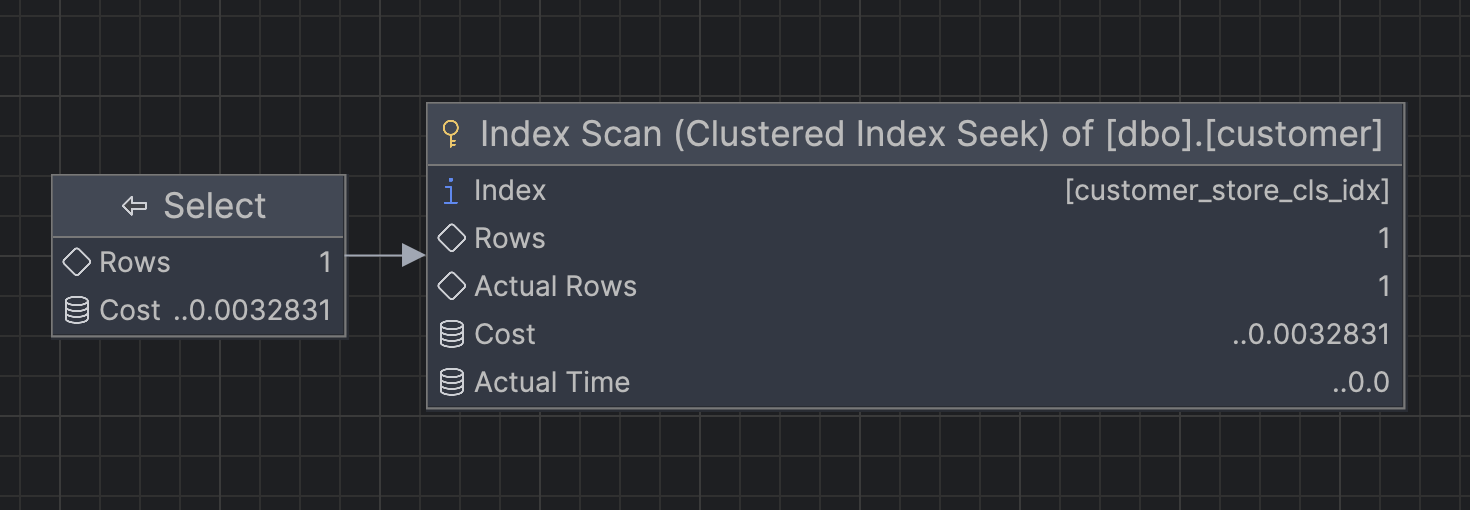 Select
Rows 1
Cost ..0.0032831
Index Scan (Clustered Index Seek) of [dbo].[customer]
Index [customer_store_cls_idx]
Rows 1
Actual Rows 1
Cost ..0.0032831
Actual Time ..0.0